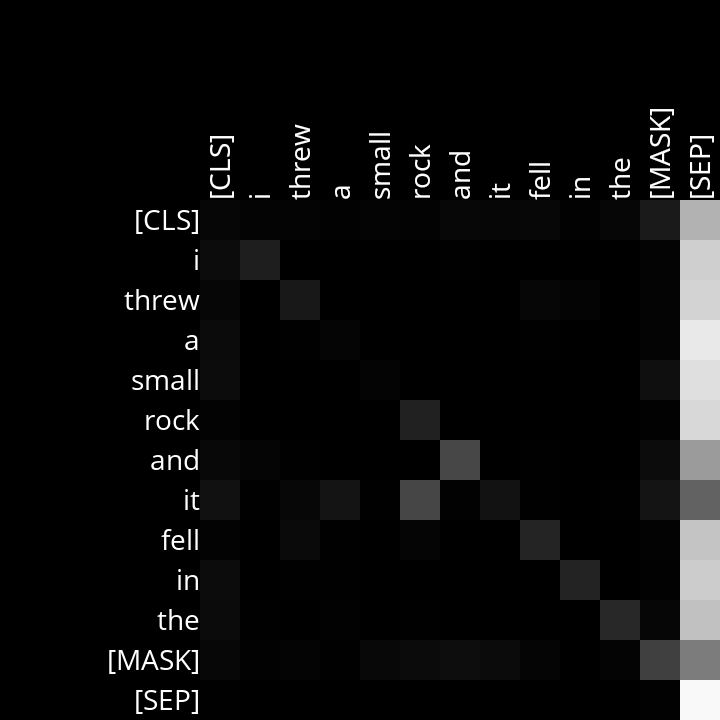 [CLS] i threw a small rock and it fell in the [MASK] [SEP]
[CLS]
i
threw
a
small
rock
and
it
fell
in
the
[MASK]
[SEP]